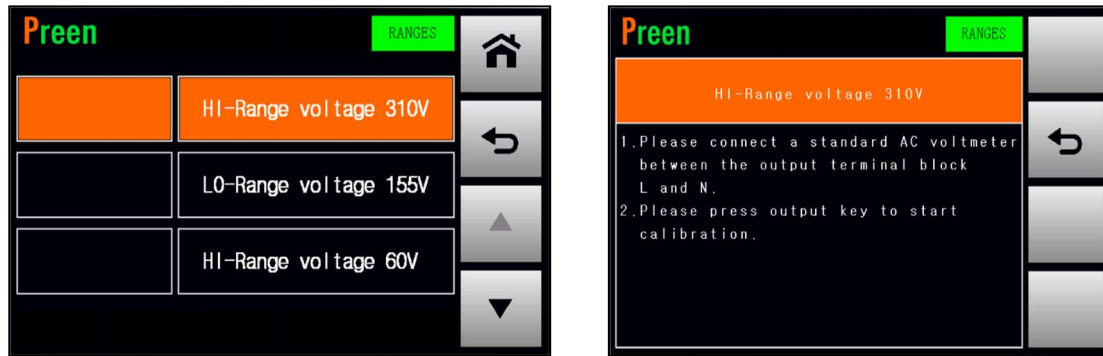 Preen
RANGES
HI-Range voltage 310V
LO-Range voltage 155V
HI-Range voltage 60V
Preen
RANGES
HI-Range voltage 310V
1.Please connect a standard AC voltmeter
between the output terminal block
L and N.
2.Please press output key to start
calibration.